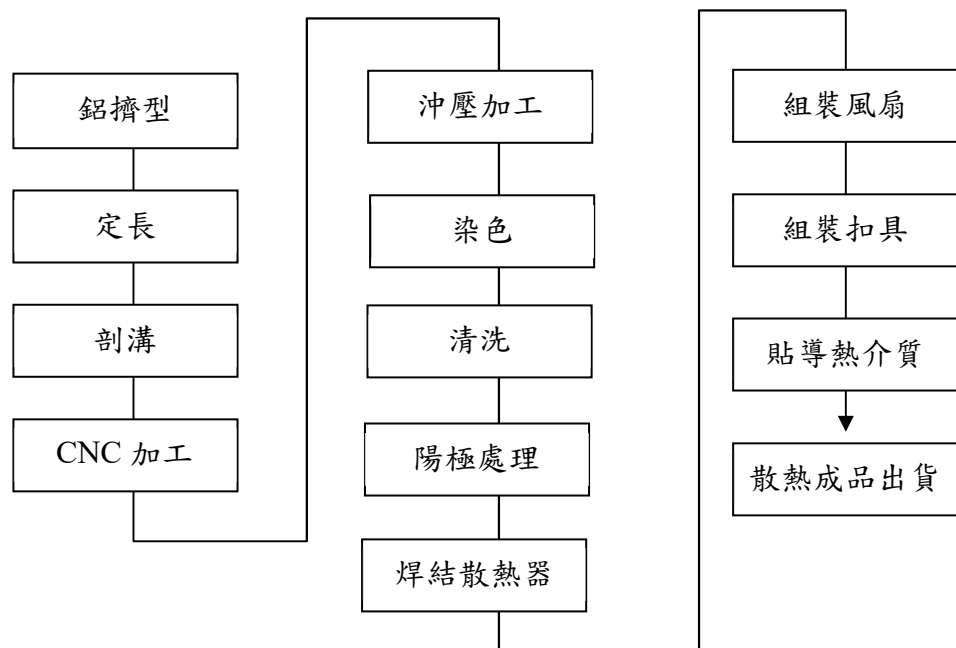 鋁擠型
定長
剖溝
CNC 加工
沖壓加工
染色
清洗
陽極處理
焊結散熱器
組裝風扇
組裝扣具
貼導熱介質
散熱成品出貨